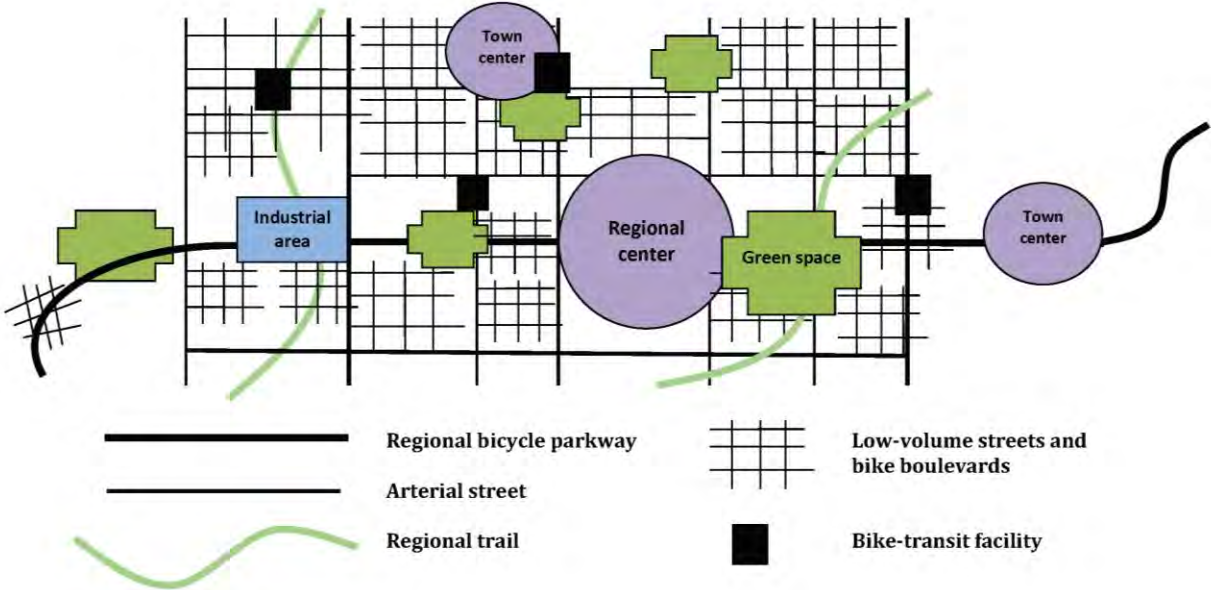 Town
center
Industrial
area
Regional
center
Green space
Town
center
Regional bicycle parkway
Low-volume streets and
bike boulevards
Arterial street
Regional trail
Bike-transit facility